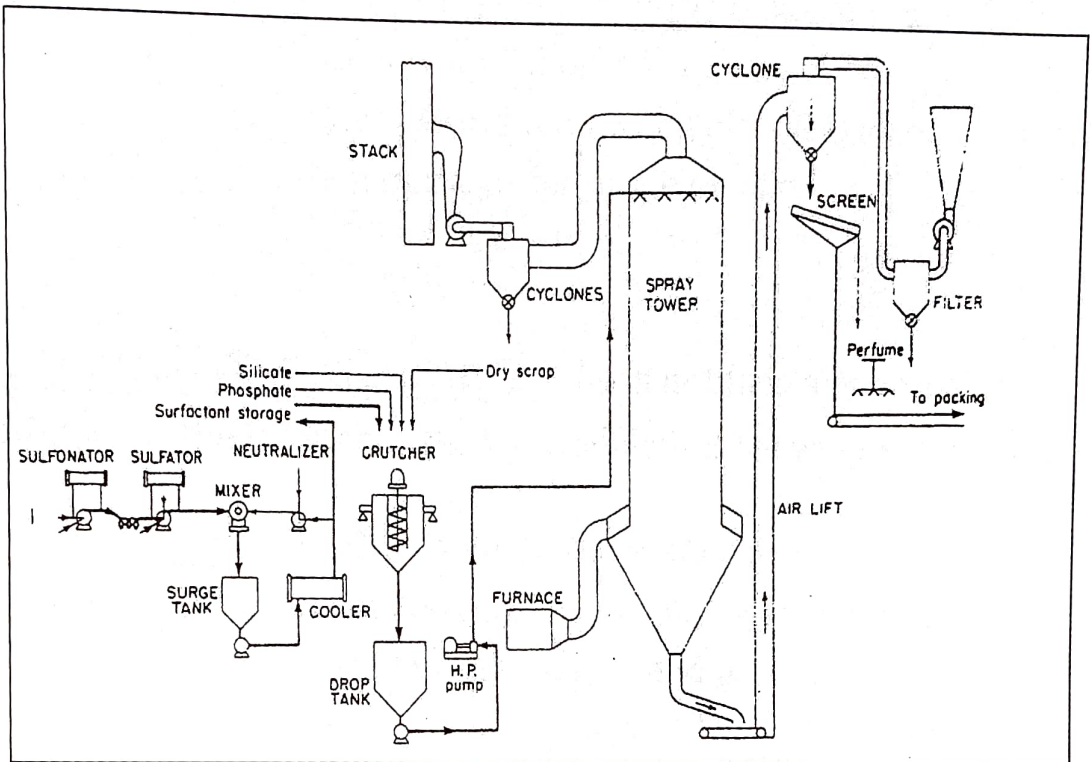 CYCLONE
STACK
SCREEN
CYCLONES
SPRAY
TOWER
FILTER
Perfume
Silicate
Phosphate
Surfactant storage
Dry scrap
To packing
SULFONATOR
SULFATOR
NEUTRALIZER
CRUTCHER
MIXER
AIR LIFT
SURGE
TANK
COOLER
FURNACE
DROP
TANK
H. P.
pump